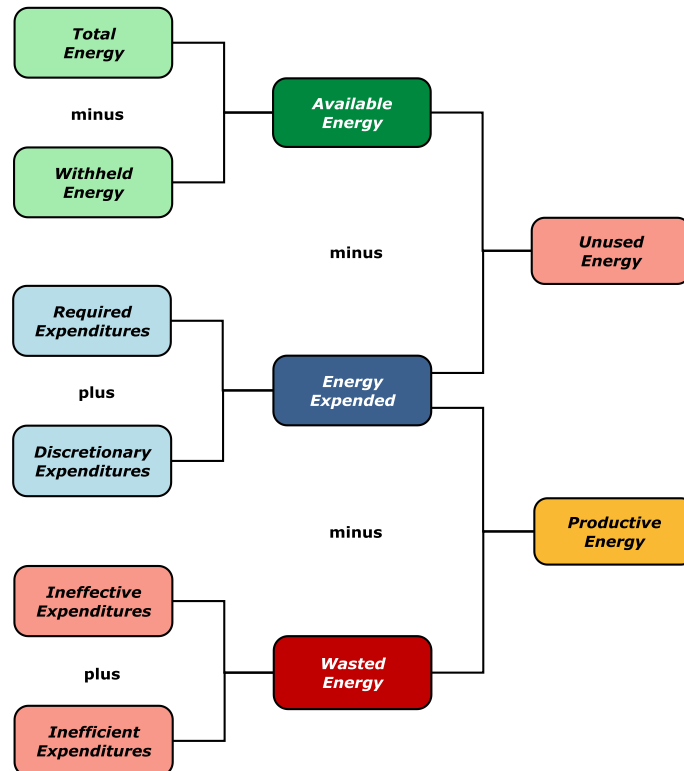 Total
Energy
minus
Withheld
Energy
Available
Energy
minus
Unused
Energy
Required
Expenditures
plus
Discretionary
Expenditures
Energy
Expended
minus
Productive
Energy
Ineffective
Expenditures
plus
Inefficient
Expenditures
Wasted
Energy